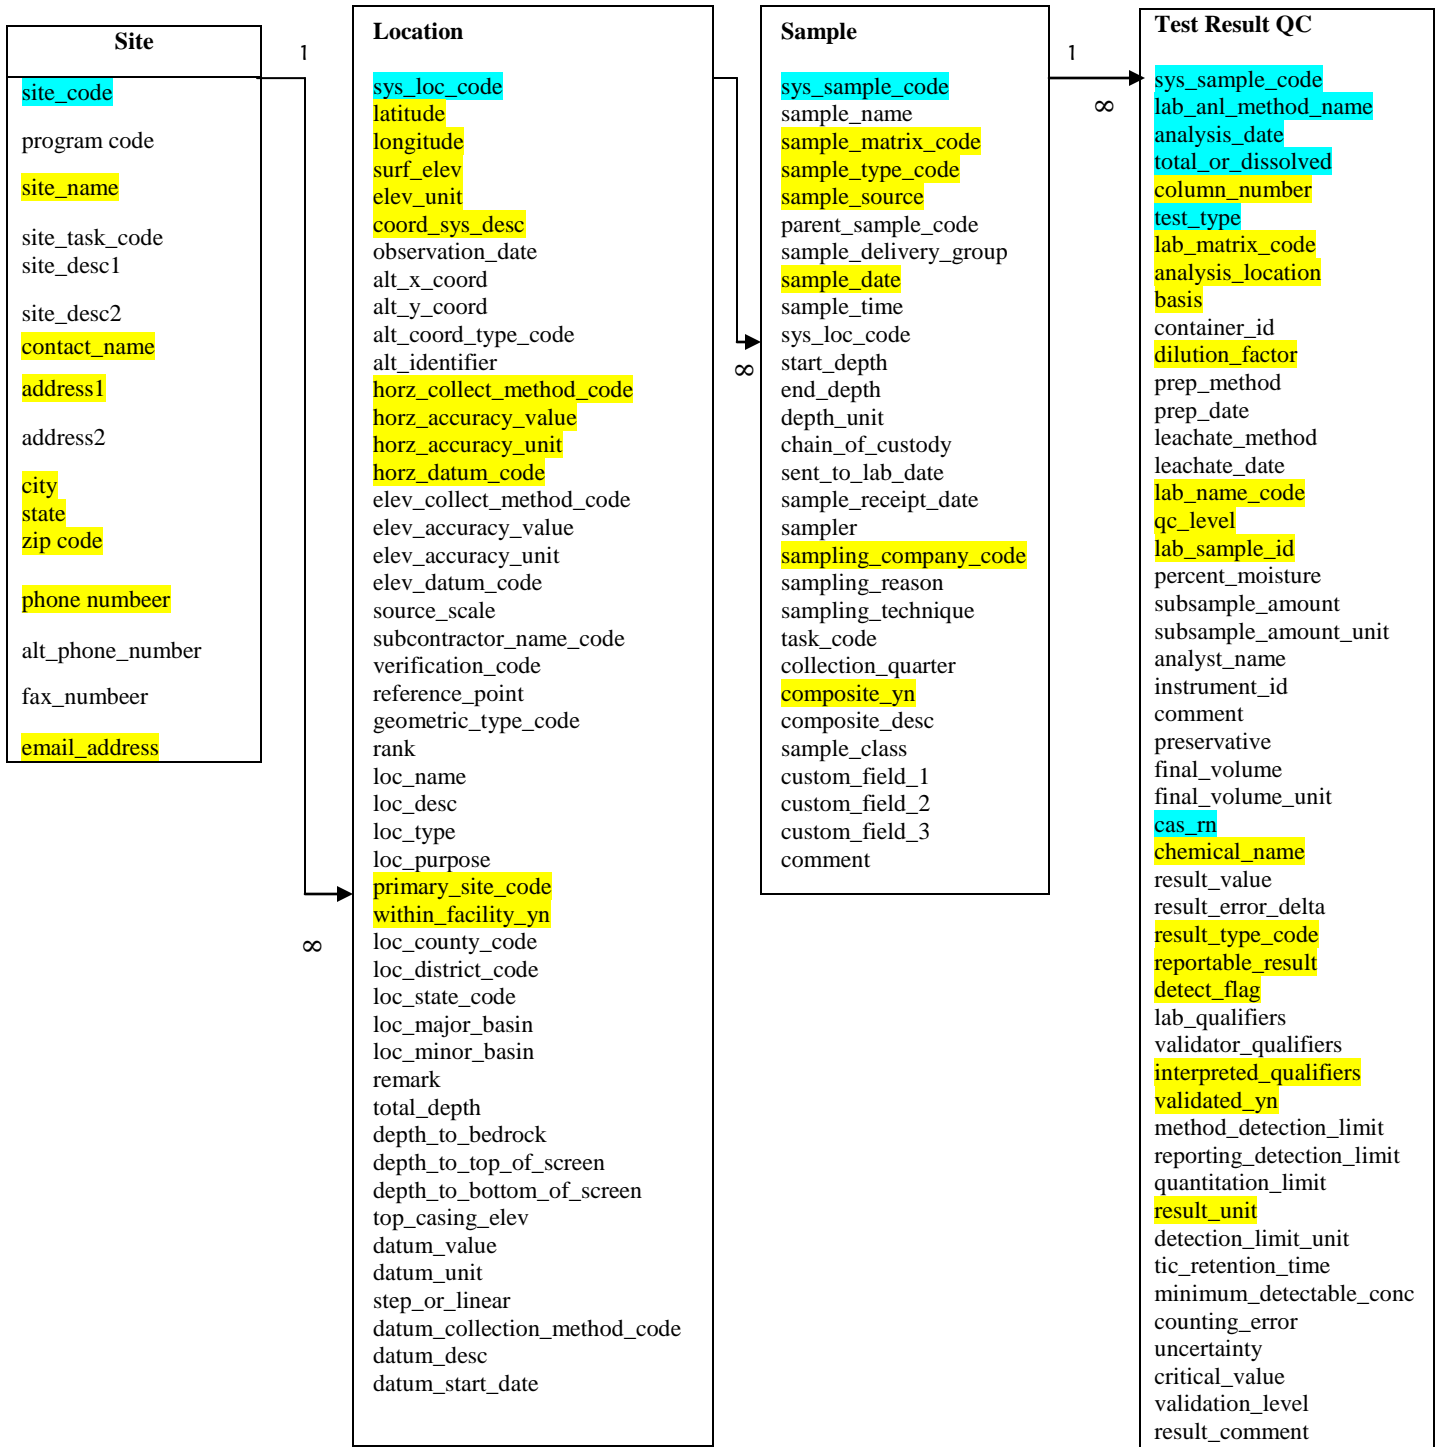 Site
site_code
program code
site_name
site_task_code
site_desc1
site_desc2
contact_name
address1
address2
city
state
zip code
phone numbeer
alt_phone_number
fax_numbeer
email_address
1
∞
Location
sys_loc_code
latitude
longitude
surf_elev
elev_unit
coord_sys_desc
observation_date
alt_x_coord
alt_y_coord
alt_coord_type_code
alt_identifier
horz_collect_method_code
horz_accuracy_value
horz_accuracy_unit
horz_datum_code
elev_collect_method_code
elev_accuracy_value
elev_accuracy_unit
elev_datum_code
source_scale
subcontractor_name_code
verification_code
reference_point
geometric_type_code
rank
loc_name
loc_desc
loc_type
loc_purpose
primary_site_code
within_facility_yn
loc_county_code
loc_district_code
loc_state_code
loc_major_basin
loc_minor_basin
remark
total_depth
depth_to_bedrock
depth_to_top_of_screen
depth_to_bottom_of_screen
top_casing_elev
datum_value
datum_unit
step_or_linear
datum_collection_method_code
datum_desc
datum_start_date
∞
Sample
sys_sample_code
sample_name
sample_matrix_code
sample_type_code
sample_source
parent_sample_code
sample_delivery_group
sample_date
sample_time
sys_loc_code
start_depth
end_depth
depth_unit
chain_of_custody
sent_to_lab_date
sample_receipt_date
sampler
sampling_company_code
sampling_reason
sampling_technique
task_code
collection_quarter
composite_yn
composite_desc
sample_class
custom_field_1
custom_field_2
custom_field_3
comment
1
∞
Test Result QC
sys_sample_code
lab_anl_method_name
analysis_date
total_or_dissolved
column_number
test_type
lab_matrix_code
analysis_location
basis
container_id
dilution_factor
prep_method
prep_date
leachate_method
leachate_date
lab_name_code
qc_level
lab_sample_id
percent_moisture
subsample_amount
subsample_amount_unit
analyst_name
instrument_id
comment
preservative
final_volume
final_volume_unit
cas_rn
chemical_name
result_value
result_error_delta
result_type_code
reportable_result
detect_flag
lab_qualifiers
validator_qualifiers
interpreted_qualifiers
validated_yn
method_detection_limit
reporting_detection_limit
quantitation_limit
result_unit
detection_limit_unit
tic_retention_time
minimum_detectable_conc
counting_error
uncertainty
critical_value
validation_level
result_comment